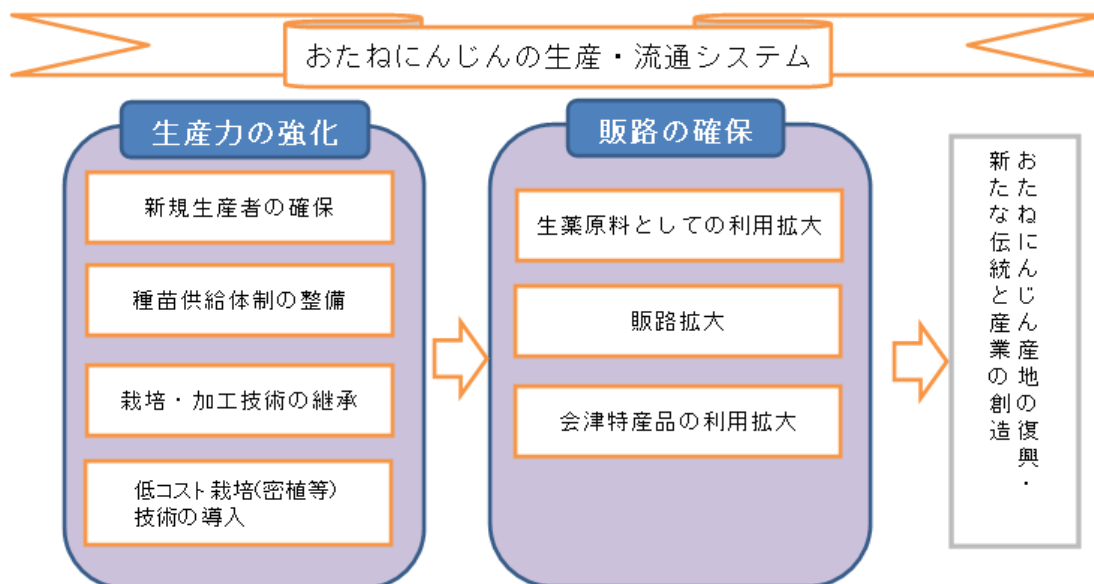 おたねにんじんの生産・流通システム
生産力の強化
新規生産者の確保
種苗供給体制の整備
栽培・加工技術の継承
低コスト栽培(密植等)
技術の導入
販路の確保
生薬原料としての利用拡大
販路拡大
会津特産品の利用拡大
おたねにんじん産地の復興・
新たな伝統と産業の創造